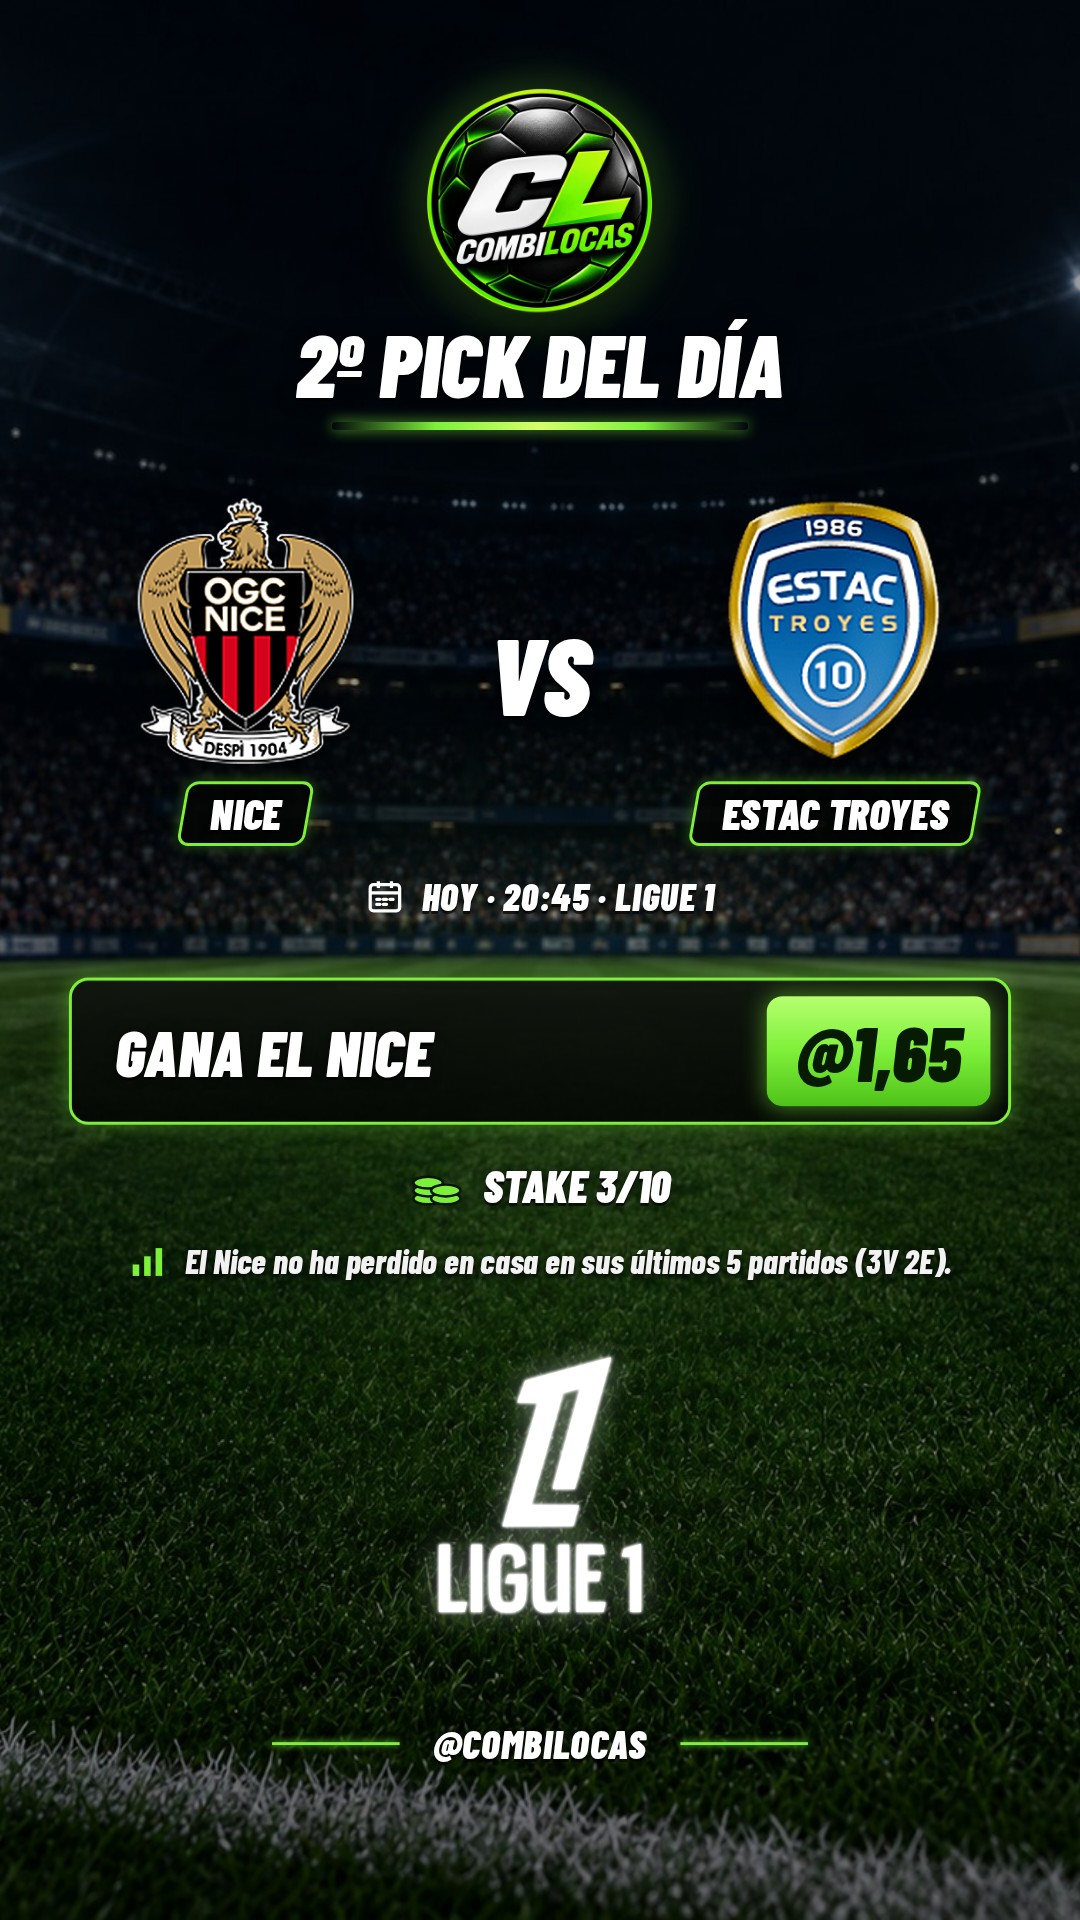 CL
COMBILOCAS
2º PICK DEL DÍA
OGC
NICE
DESPÌ 1904
VS
1986
ESTAC
TROYES
10
NICE
ESTAC TROYES
HOY · 20:45 · LIGUE 1
GANA EL NICE
@1,65
STAKE 3/10
El Nice no ha perdido en casa en sus últimos 5 partidos (3V 2E).
LIGUE 1
@COMBILOCAS